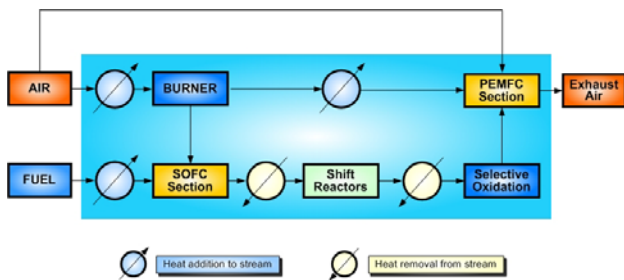 AIR
BURNER
PEMFC
Section
Exhaust
Air
FUEL
SOFC
Section
Shift
Reactors
Selective
Oxidation
Heat addition to stream
Heat removal from stream